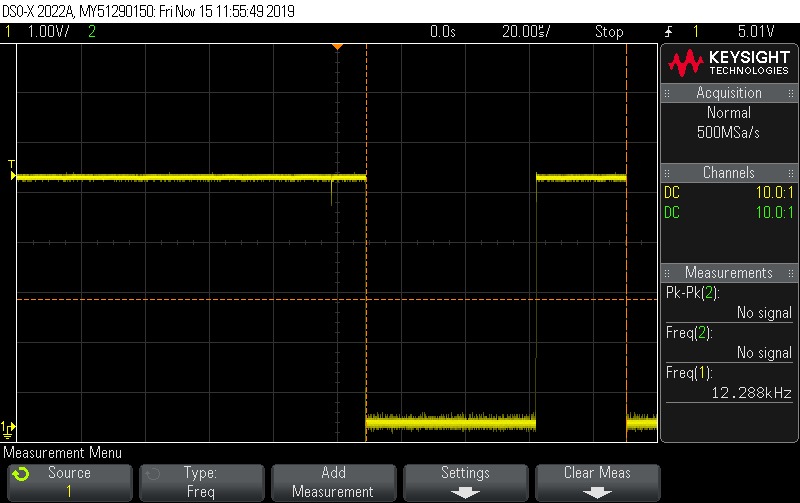 DSO-X 2022A, MY51290150: Fri Nov 15 11:55:49 2019
1 1.00V/ 2 0.0s 20.00µs/ Stop 1 5.01V
KEYSIGHT
TECHNOLOGIES
Acquisition
Normal
500MSa/s
Channels
DC 10.0:1
DC 10.0:1
Measurements
Pk-Pk(2):
No signal
Freq(2):
No signal
Freq(1):
12.288kHz
T
1
Measurement Menu
Source
1
Type:
Freq
Add
Measurement
Settings
Clear Meas